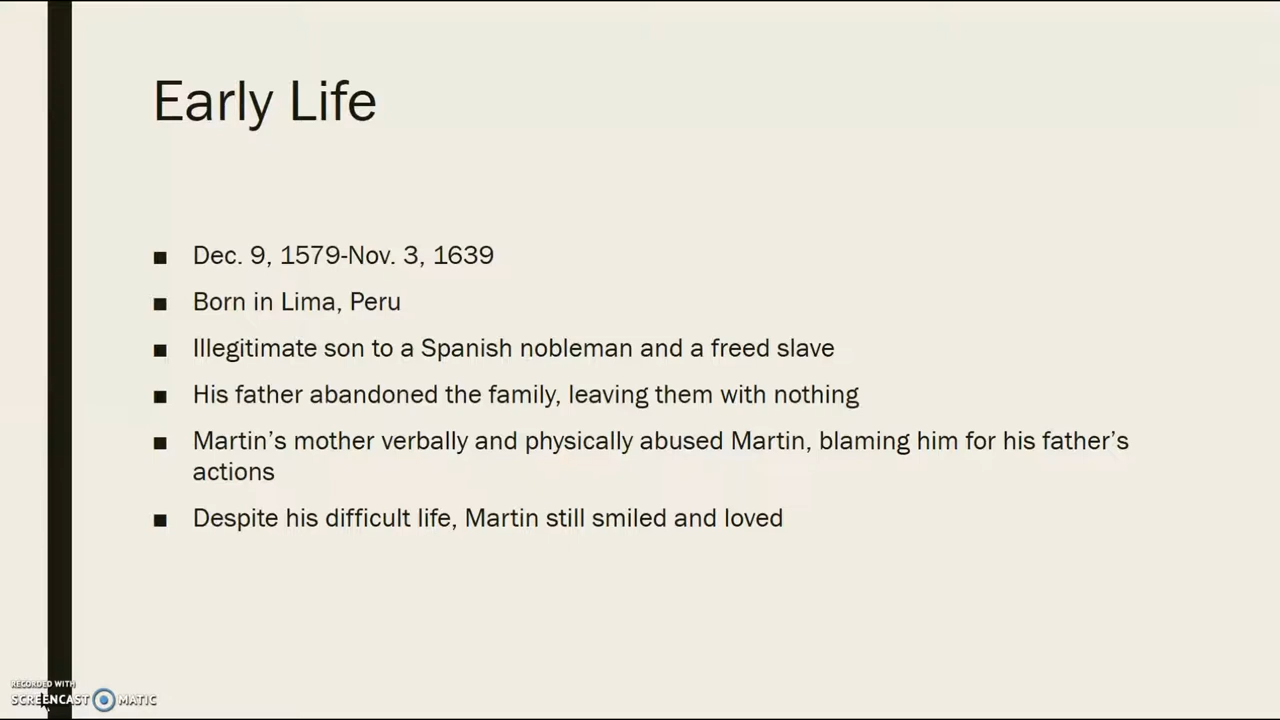 Early Life
■ Dec. 9, 1579-Nov. 3, 1639
■ Born in Lima, Peru
■ Illegitimate son to a Spanish nobleman and a freed slave
■ His father abandoned the family, leaving them with nothing
■ Martin’s mother verbally and physically abused Martin, blaming him for his father’s
actions
■ Despite his difficult life, Martin still smiled and loved
RECORDED WITH
SCREENCAST MATIC